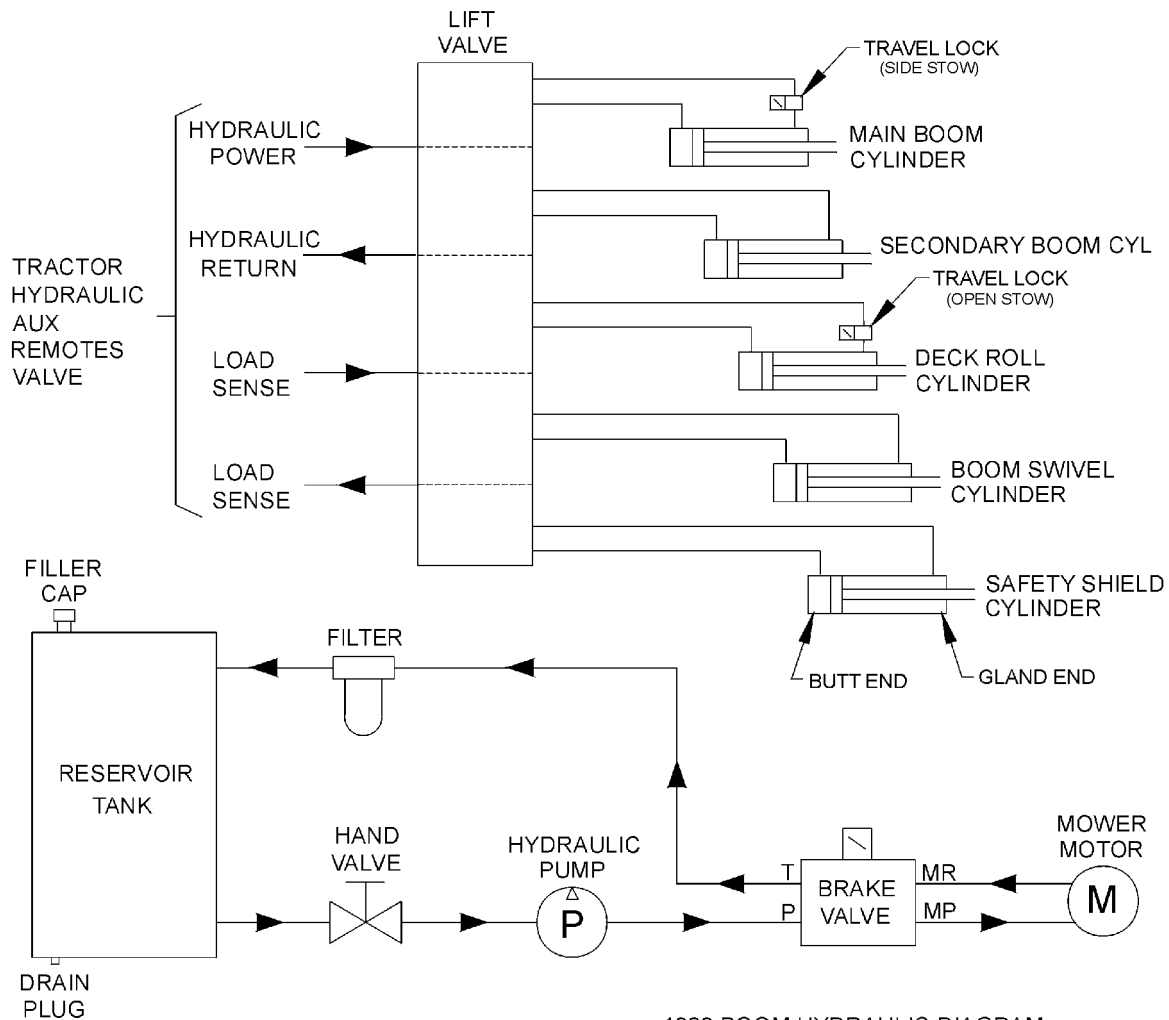 LIFT
VALVE
TRAVEL LOCK
(SIDE STOW)
MAIN BOOM
CYLINDER
HYDRAULIC
POWER
HYDRAULIC
RETURN
SECONDARY BOOM CYL
TRAVEL LOCK
(OPEN STOW)
TRACTOR
HYDRAULIC
AUX
REMOTES
VALVE
LOAD
SENSE
DECK ROLL
CYLINDER
LOAD
SENSE
BOOM SWIVEL
CYLINDER
SAFETY SHIELD
CYLINDER
BUTT END
GLAND END
FILLER
CAP
FILTER
RESERVOIR
TANK
HAND
VALVE
HYDRAULIC
PUMP
P
T
P
BRAKE
VALVE
MR
MP
MOWER
MOTOR
M
DRAIN
PLUG
BOOM HYDRAULIC DIAGRAM